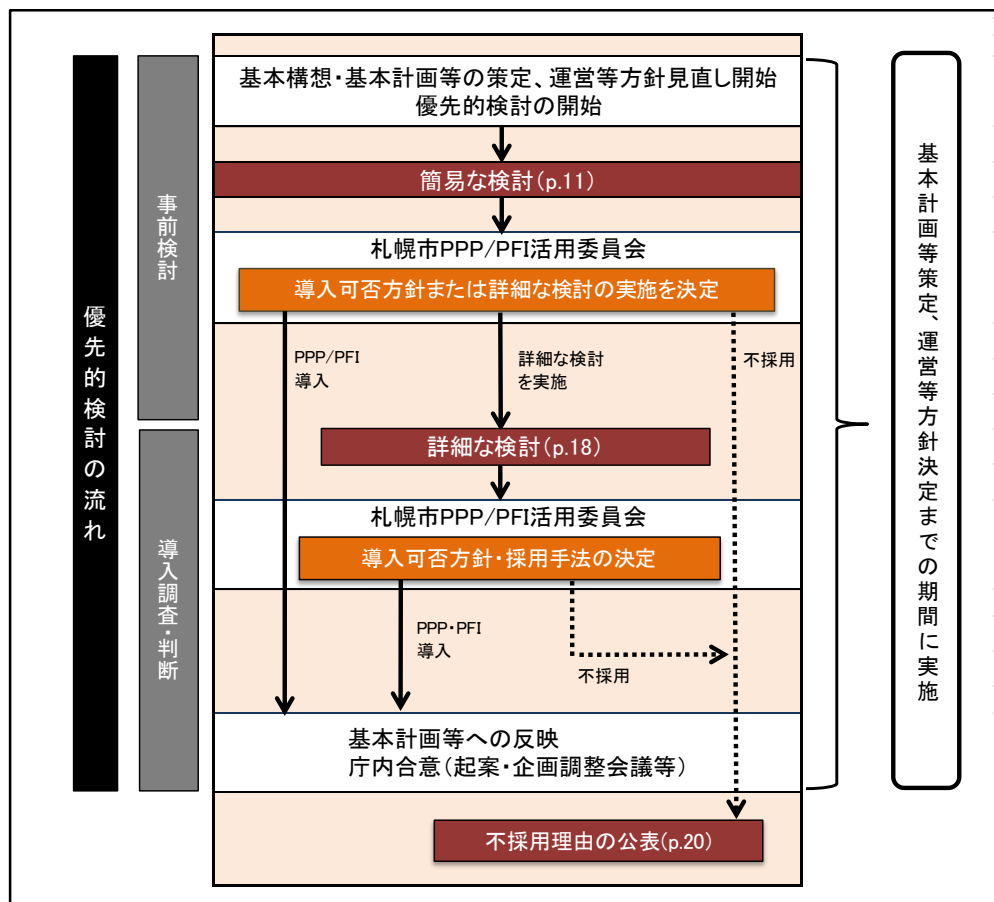 優先的検討の流れ
事前検討
導入調査・判断
基本構想・基本計画等の策定、運営等方針見直し開始
優先的検討の開始
簡易な検討(p.11)
札幌市PPP/PFI活用委員会
導入可否方針または詳細な検討の実施を決定
PPP/PFI
導入
詳細な検討
を実施
不採用
詳細な検討(p.18)
札幌市PPP/PFI活用委員会
導入可否方針・採用手法の決定
PPP・PFI
導入
不採用
基本計画等への反映
庁内合意(起案・企画調整会議等)
不採用理由の公表(p.20)
基本計画等策定、運営等方針決定までの期間に実施